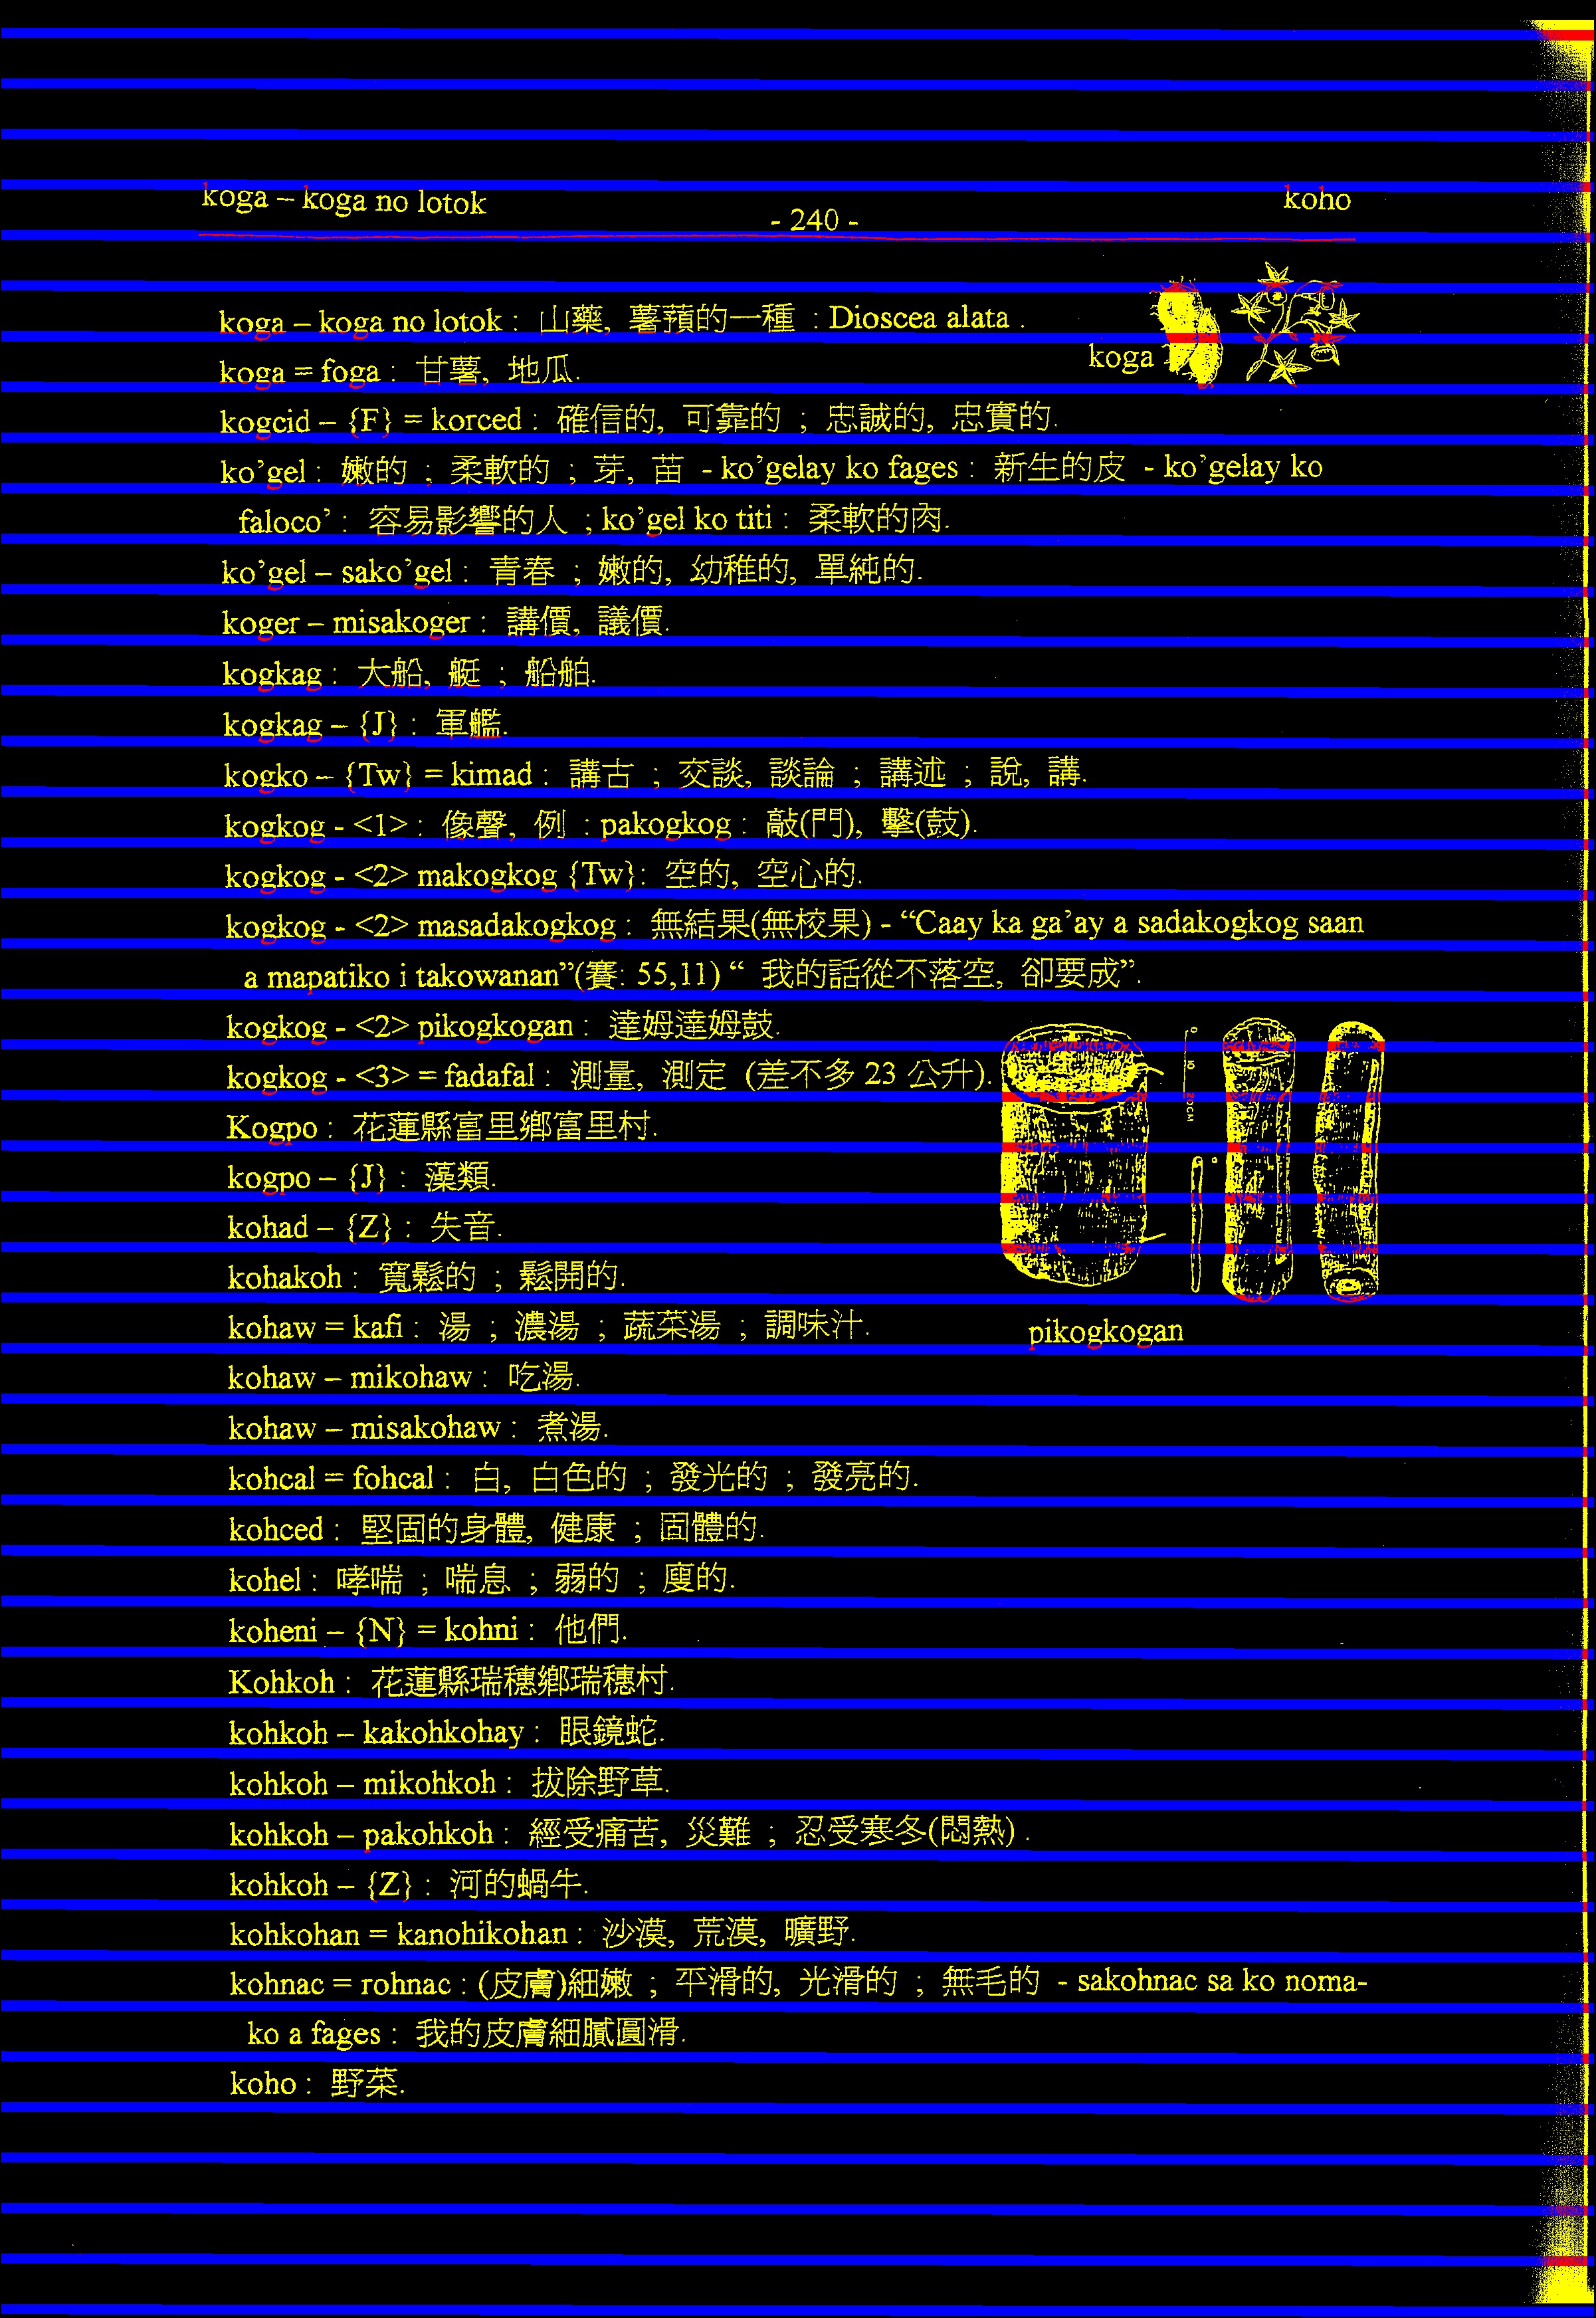 koga – koga no lotok
- 240 -
koho
koga – koga no lotok : 山藥, 薯蕷的一種 : Dioscea alata .
koga = foga : 甘薯, 地瓜.
koga
kogcid – {F} = korced : 確信的, 可靠的 ; 忠誠的, 忠實的.
ko’gel : 嫩的 ; 柔軟的 ; 芽, 苗 - ko’gelay ko fages : 新生的皮 - ko’gelay ko
faloco’ : 容易影響的人 ; ko’gel ko titi : 柔軟的肉.
ko’gel – sako’gel : 青春 ; 嫩的, 幼稚的, 單純的.
koger – misakoger : 講價, 議價.
kogkag : 大船, 艇 ; 船舶.
kogkag – {J} : 軍艦.
kogko – {Tw} = kimad : 講古 ; 交談, 談論 ; 講述 ; 說, 講.
kogkog - <1> : 像聲, 例 : pakogkog : 敲(門), 擊(鼓).
kogkog - <2> makogkog {Tw}: 空的, 空心的.
kogkog - <2> masadakogkog : 無結果(無校果) - “Caay ka ga’ay a sadakogkog saan
a mapatiko i takowanan”(賽: 55,11) “ 我的話從不落空, 卻要成”.
kogkog - <2> pikogkogan : 達姆達姆鼓.
kogkog - <3> = fadafal : 測量, 測定 (差不多 23 公升).
Kogpo : 花蓮縣富里鄉富里村.
kogpo – {J} : 藻類.
kohad – {Z} : 失音.
kohakoh : 寬鬆的 ; 鬆開的.
kohaw = kafi : 湯 ; 濃湯 ; 蔬菜湯 ; 調味汁.
pikogkogan
kohaw – mikohaw : 吃湯.
kohaw – misakohaw : 煮湯.
kohcal = fohcal : 白, 白色的 ; 發光的 ; 發亮的.
kohced : 堅固的身體, 健康 ; 固體的.
kohel : 哮喘 ; 喘息 ; 弱的 ; 廋的.
koheni – {N} = kohni : 他們.
Kohkoh : 花蓮縣瑞穗鄉瑞穗村.
kohkoh – kakohkohay : 眼鏡蛇.
kohkoh – mikohkoh : 拔除野草.
kohkoh – pakohkoh : 經受痛苦, 災難 ; 忍受寒冬(悶熱) .
kohkoh – {Z} : 河的蝸牛.
kohkohan = kanohikohan : 沙漠, 荒漠, 曠野.
kohnac = rohnac : (皮膚)細嫩 ; 平滑的, 光滑的 ; 無毛的 - sakohnac sa ko noma-
ko a fages : 我的皮膚細膩圓滑.
koho : 野菜.